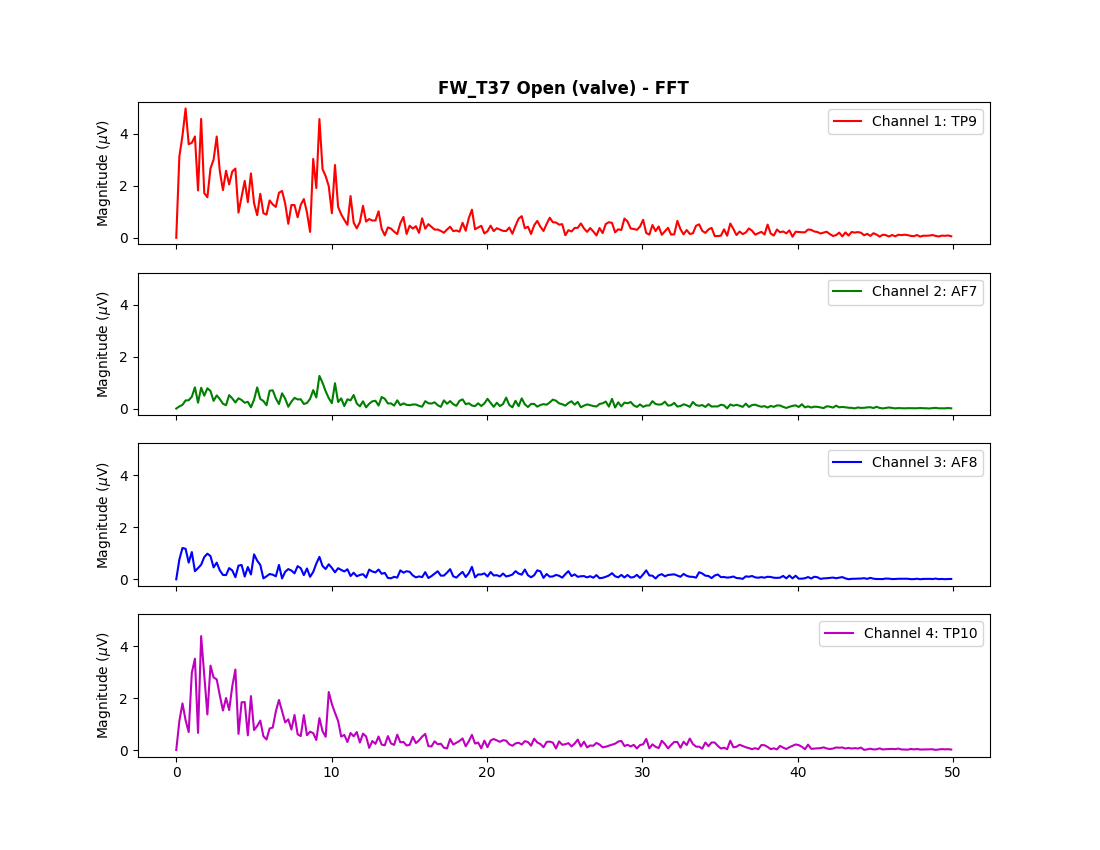 FW_T37 Open (valve) - FFT
Magnitude (μV)
4
2
0
Channel 1: TP9
Magnitude (μV)
4
2
0
Channel 2: AF7
Magnitude (μV)
4
2
0
Channel 3: AF8
Magnitude (μV)
4
2
0
Channel 4: TP10
0 10 20 30 40 50